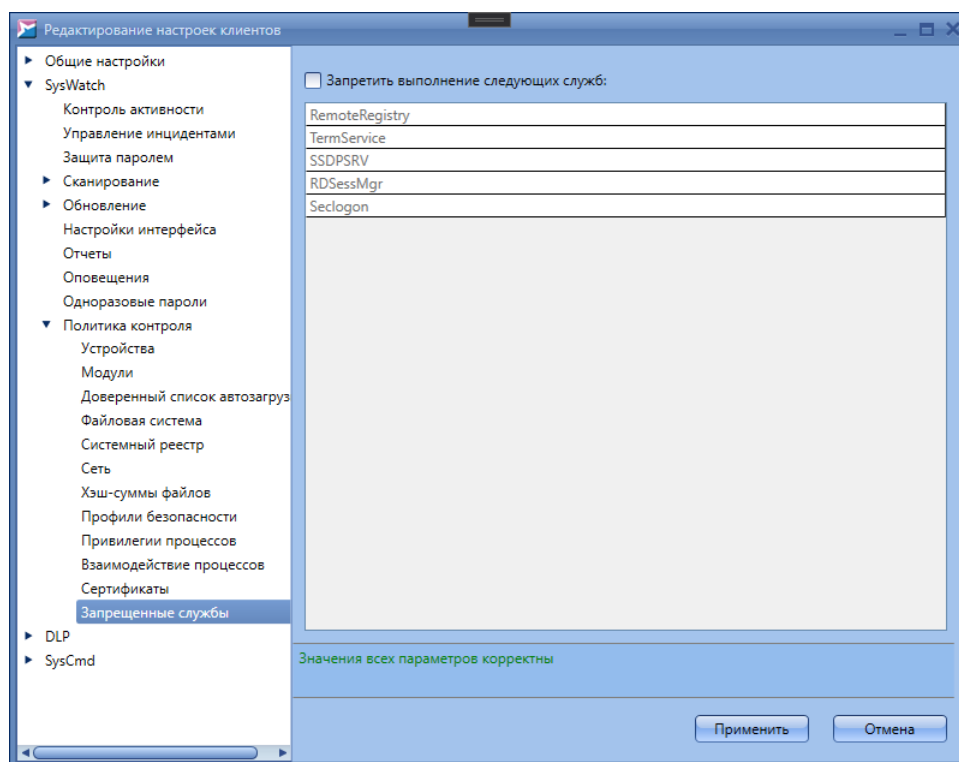 Редактирование настроек клиентов
Общие настройки
SysWatch
Контроль активности
Управление инцидентами
Защита паролем
Сканирование
Обновление
Настройки интерфейса
Отчеты
Оповещения
Одноразовые пароли
Политика контроля
Устройства
Модули
Доверенный список автозагруз
Файловая система
Системный реестр
Сеть
Хэш-суммы файлов
Профили безопасности
Привилегии процессов
Взаимодействие процессов
Сертификаты
Запрещенные службы
DLP
SysCmd
Запретить выполнение следующих служб:
RemoteRegistry
TermService
SSDPSRV
RDSessMgr
Seclogon
Значения всех параметров корректны
Применить
Отмена